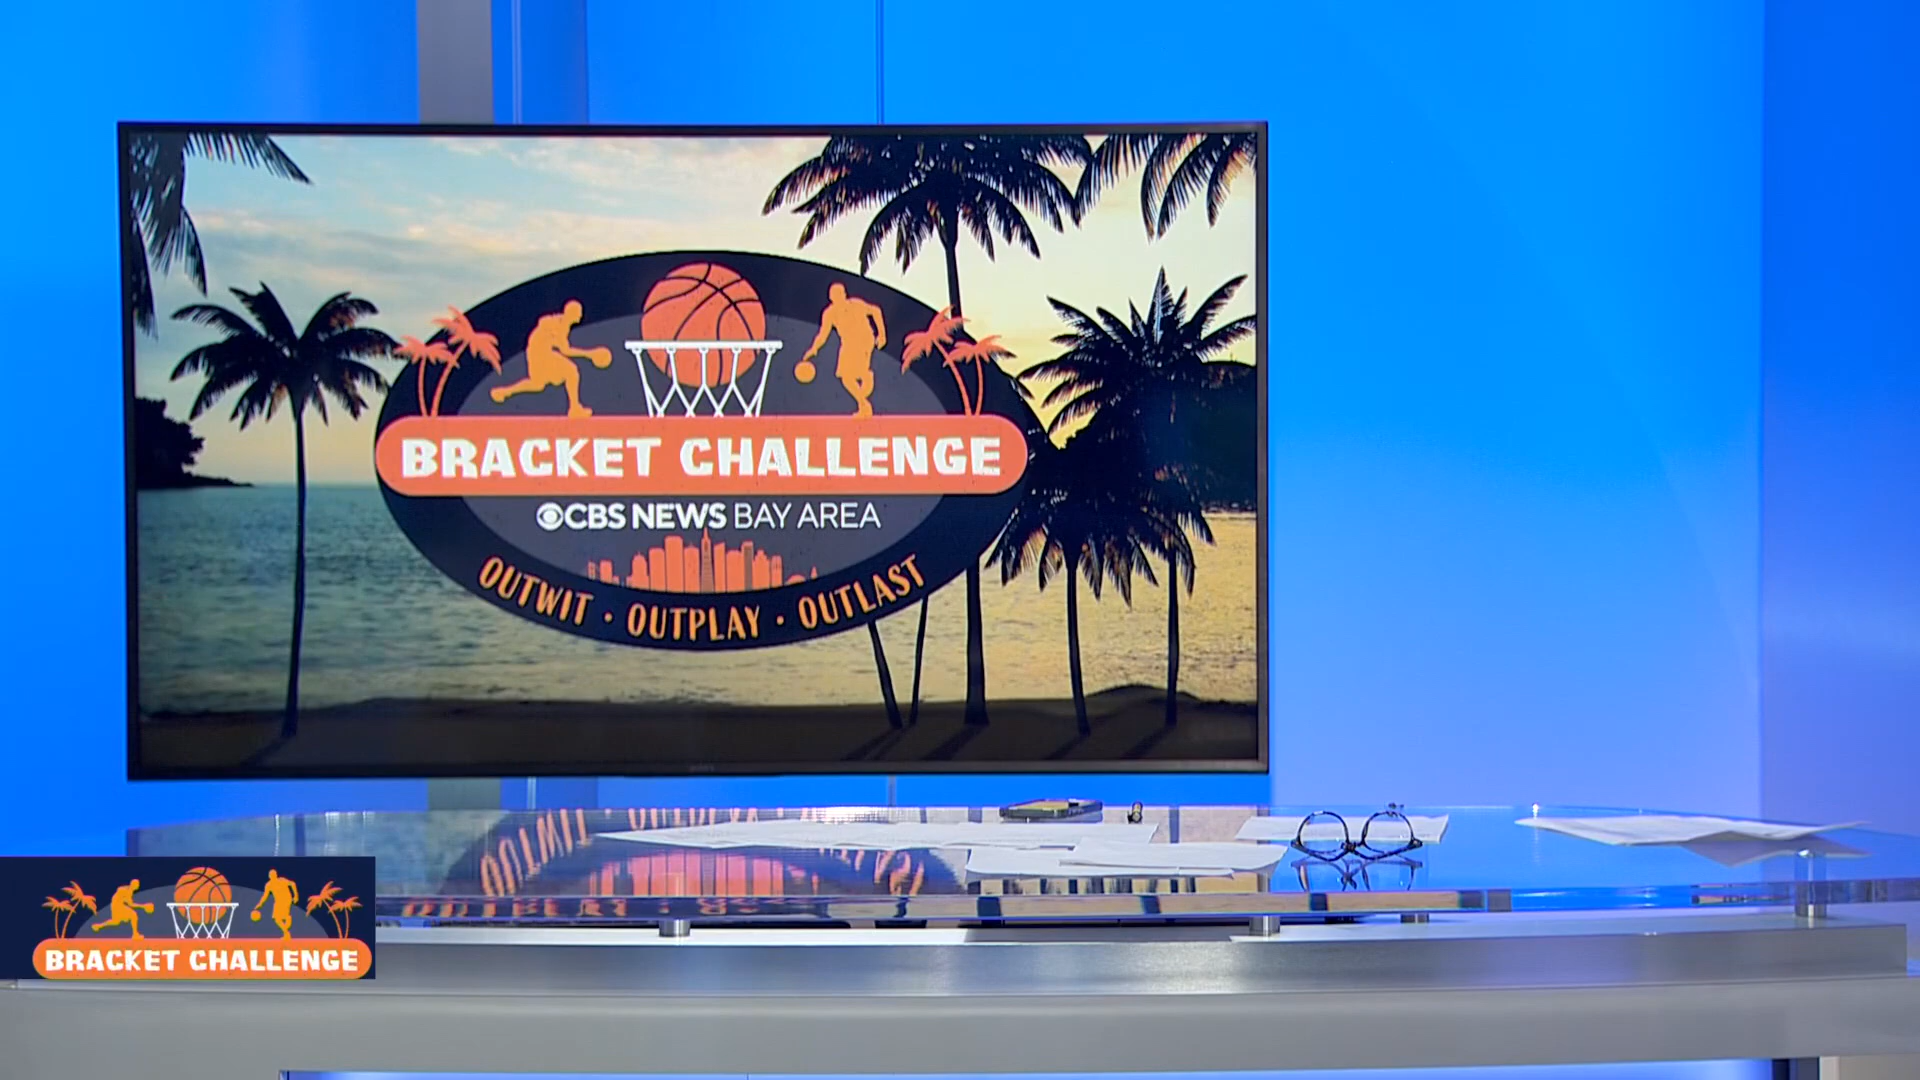 BRACKET CHALLENGE
CBS NEWS BAY AREA
OUTWIT · OUTPLAY · OUTLAST
BRACKET CHALLENGE